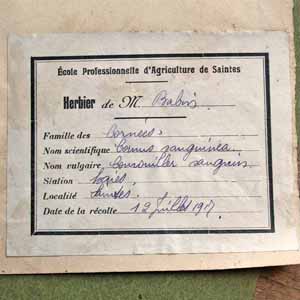 École Professionnelle d'Agriculture de Saintes
Herbier de M. Babin
Famille des Cornées.
Nom scientifique Cornus sanguinea
Nom vulgaire Cornouiller sanguin
Station
Localité Saintes
Date de la récolte 12 juillet 1917